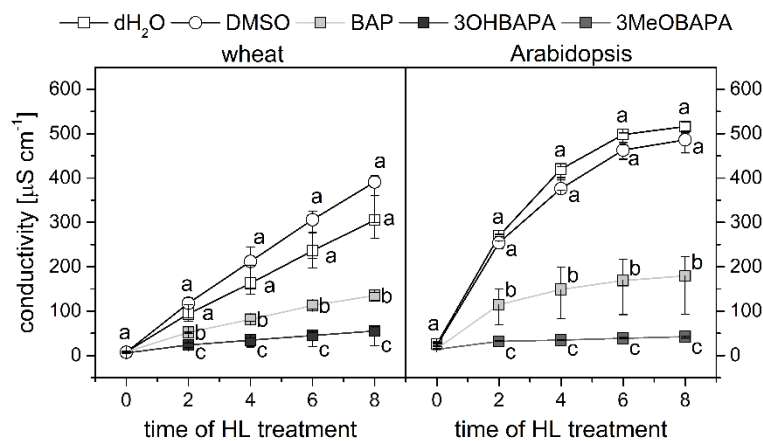 dH₂O DMSO BAP 3OHBAPA 3MeOBAPA
wheat Arabidopsis
conductivity [µS cm⁻¹]
600 600
500 500
400 400
300 300
200 200
100 100
0 0
a a a a a
a a a a
b b b b
c c c c
a a a a a
a a a a
b b b b
c c c c
0 2 4 6 8 0 2 4 6 8
time of HL treatment time of HL treatment